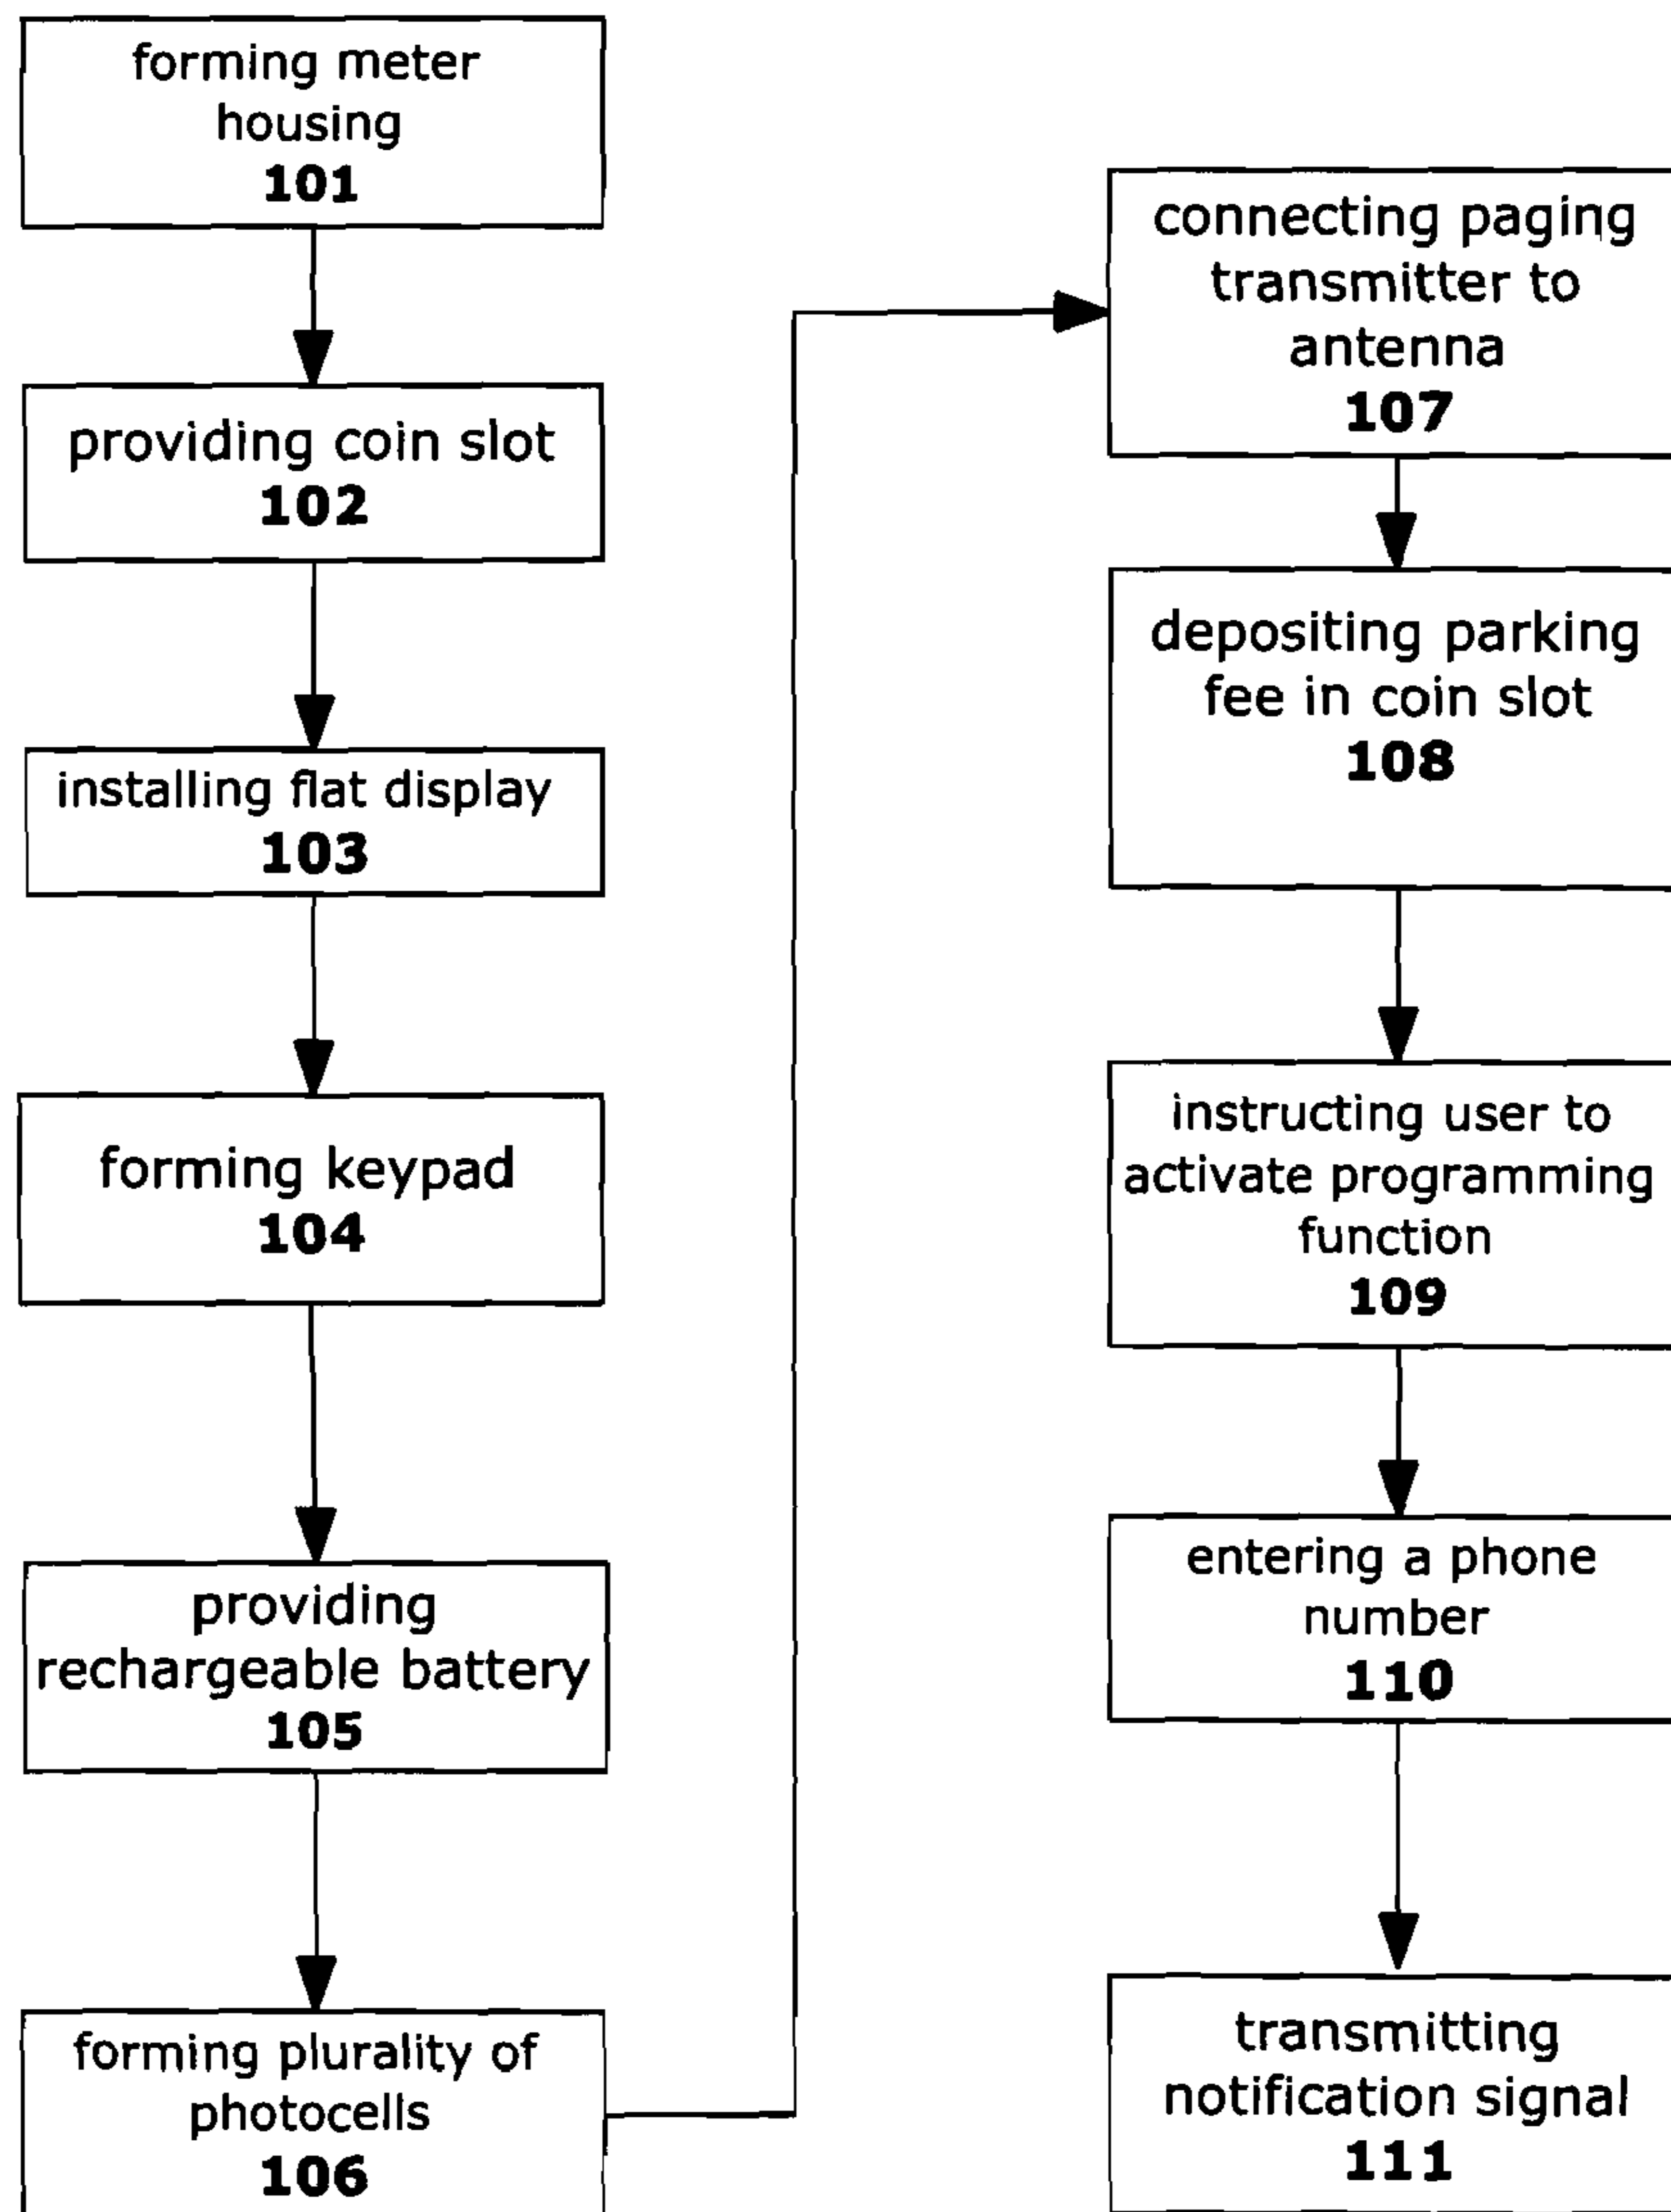 forming meter
housing
101
providing coin slot
102
installing flat display
103
forming keypad
104
providing
rechargeable battery
105
forming plurality of
photocells
106
connecting paging
transmitter to
antenna
107
depositing parking
fee in coin slot
108
instructing user to
activate programming
function
109
entering a phone
number
110
transmitting
notification signal
111